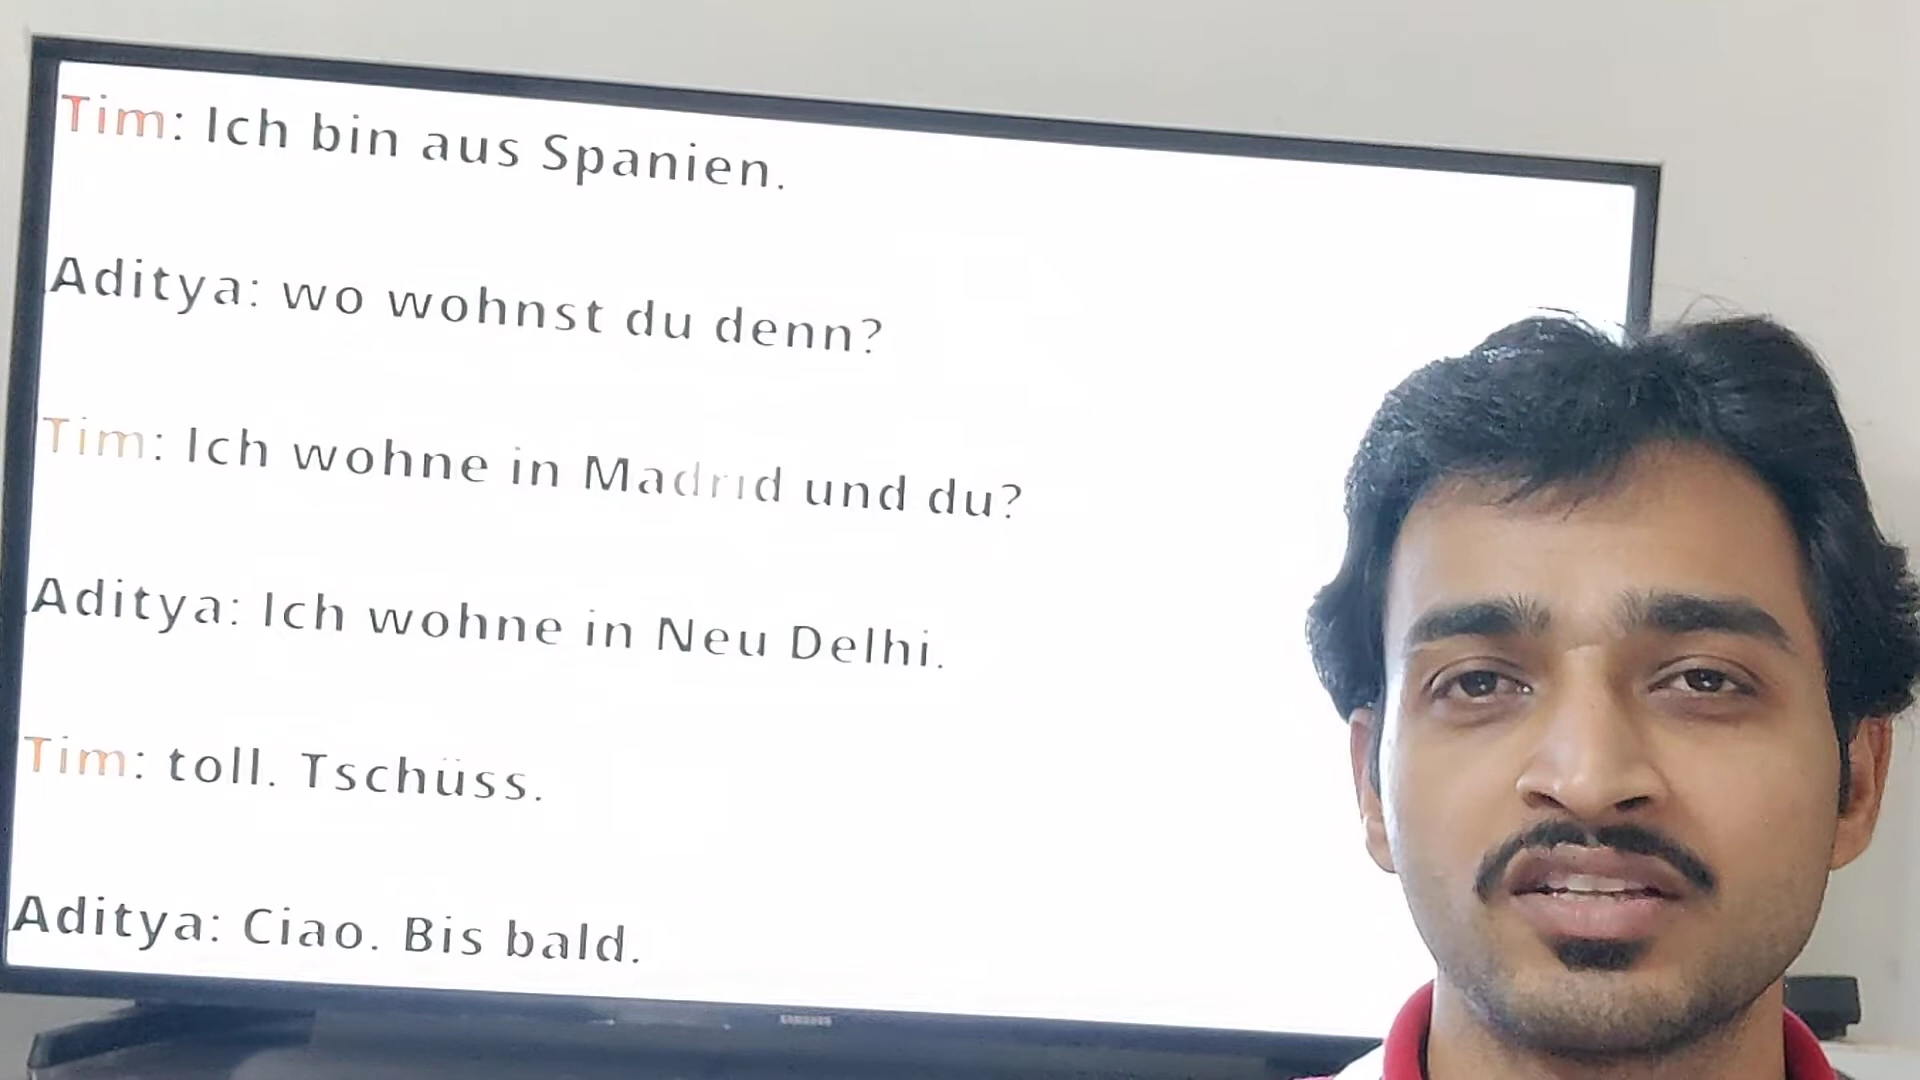 Tim: Ich bin aus Spanien.
Aditya: wo wohnst du denn?
Tim: Ich wohne in Madrid und du?
Aditya: Ich wohne in Neu Delhi.
Tim: toll. Tschüss.
Aditya: Ciao. Bis bald.
SAMSUNG